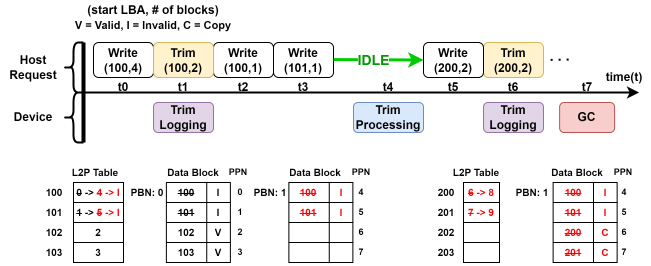 (start LBA, # of blocks)
V = Valid, I = Invalid, C = Copy
Host Request
Write (100,4)
Trim (100,2)
Write (100,1)
Write (101,1)
IDLE
Write (200,2)
Trim (200,2)
. . .
t0 t1 t2 t3 t4 t5 t6 t7 time(t)
Device
Trim Logging
Trim Processing
Trim Logging
GC
L2P Table
100 0 -> 4 -> I
101 1 -> 5 -> I
102 2
103 3
Data Block PPN
PBN: 0 100 I 0
101 I 1
102 V 2
103 V 3
Data Block PPN
PBN: 1 100 I 4
101 I 5
6
7
L2P Table
200 6 -> 8
201 7 -> 9
202
203
Data Block PPN
PBN: 1 100 I 4
101 I 5
200 C 6
201 C 7